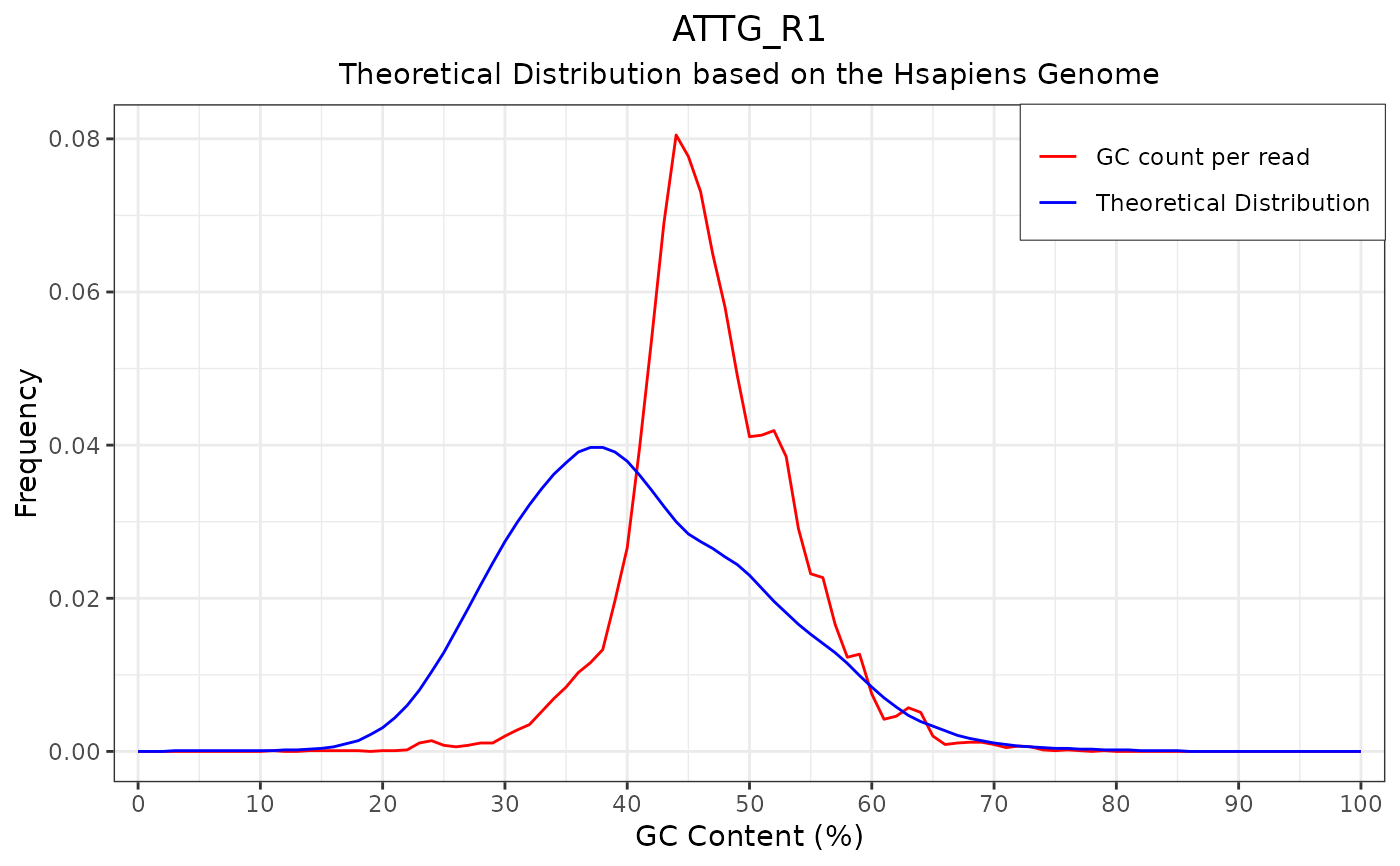 ATTG_R1
Theoretical Distribution based on the Hsapiens Genome
GC count per read
Theoretical Distribution
Frequency
0.08
0.06
0.04
0.02
0.00
0 10 20 30 40 50 60 70 80 90 100
GC Content (%)